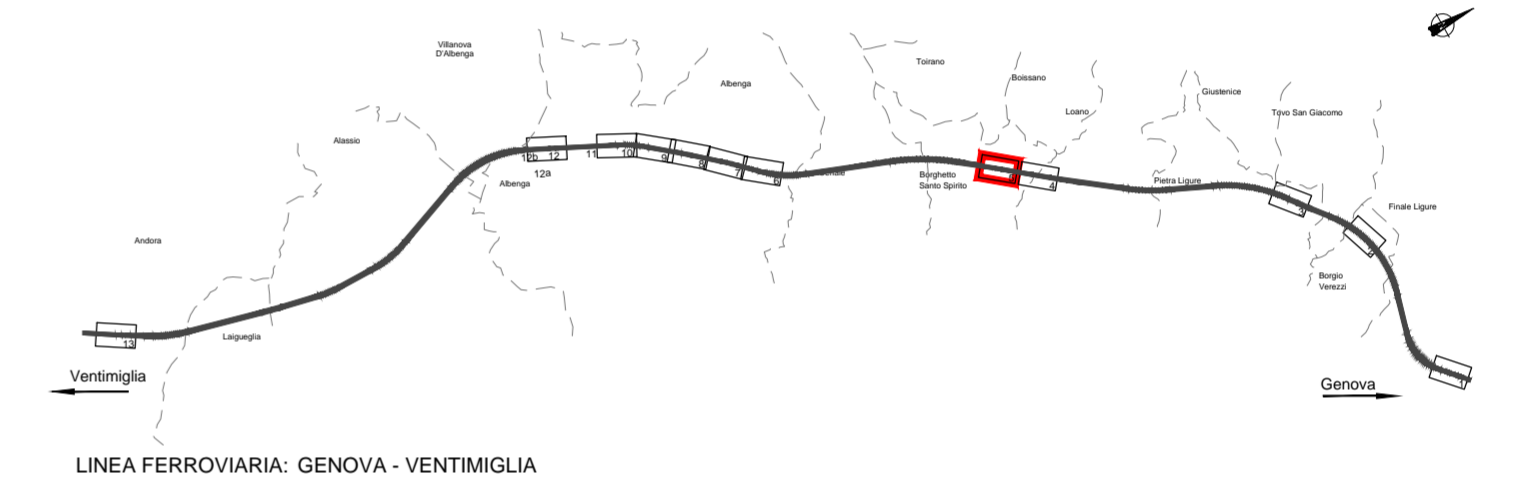 Villanova
D'Albenga
Toirano
Boissano
Albenga
Giustenice
Loano
Tovo San Giacomo
Alassio
12b
12
11
10
9
8
7
6
12a
Albenga
Borghetto
Santo Spirito
4
Pietra Ligure
3
Finale Ligure
2
Andora
Borgio
Verezzi
Laigueglia
13
1
Ventimiglia
Genova
LINEA FERROVIARIA: GENOVA - VENTIMIGLIA